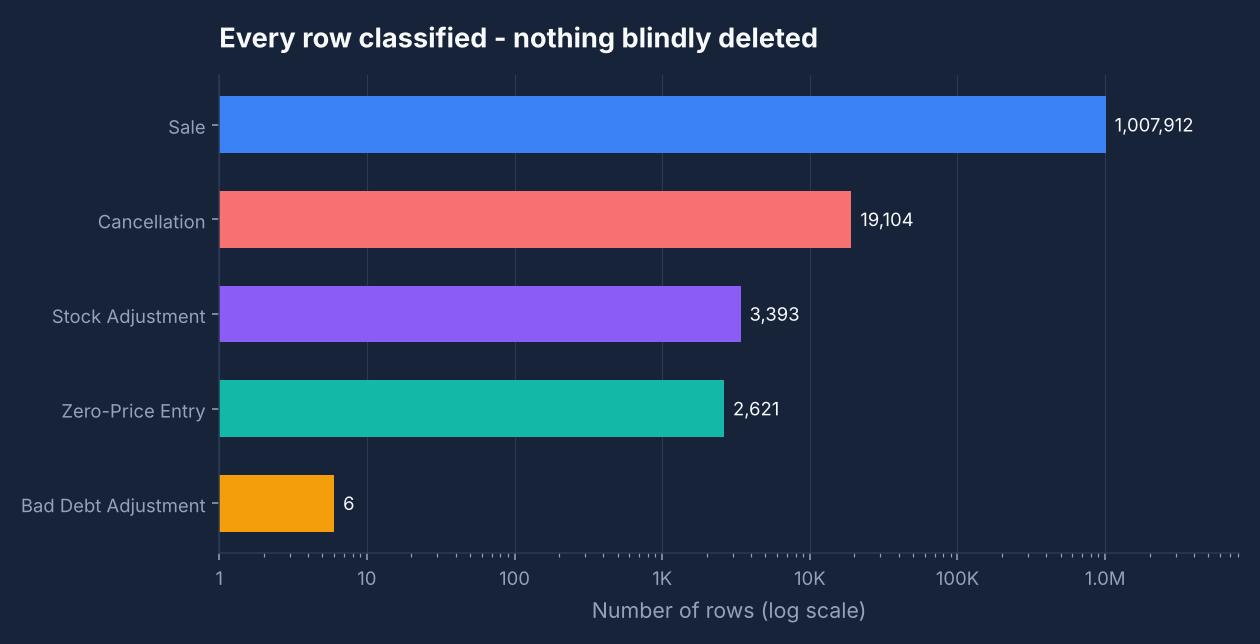 Every row classified - nothing blindly deleted
Sale
1,007,912
Cancellation
19,104
Stock Adjustment
3,393
Zero-Price Entry
2,621
Bad Debt Adjustment
6
1 10 100 1K 10K 100K 1.0M
Number of rows (log scale)